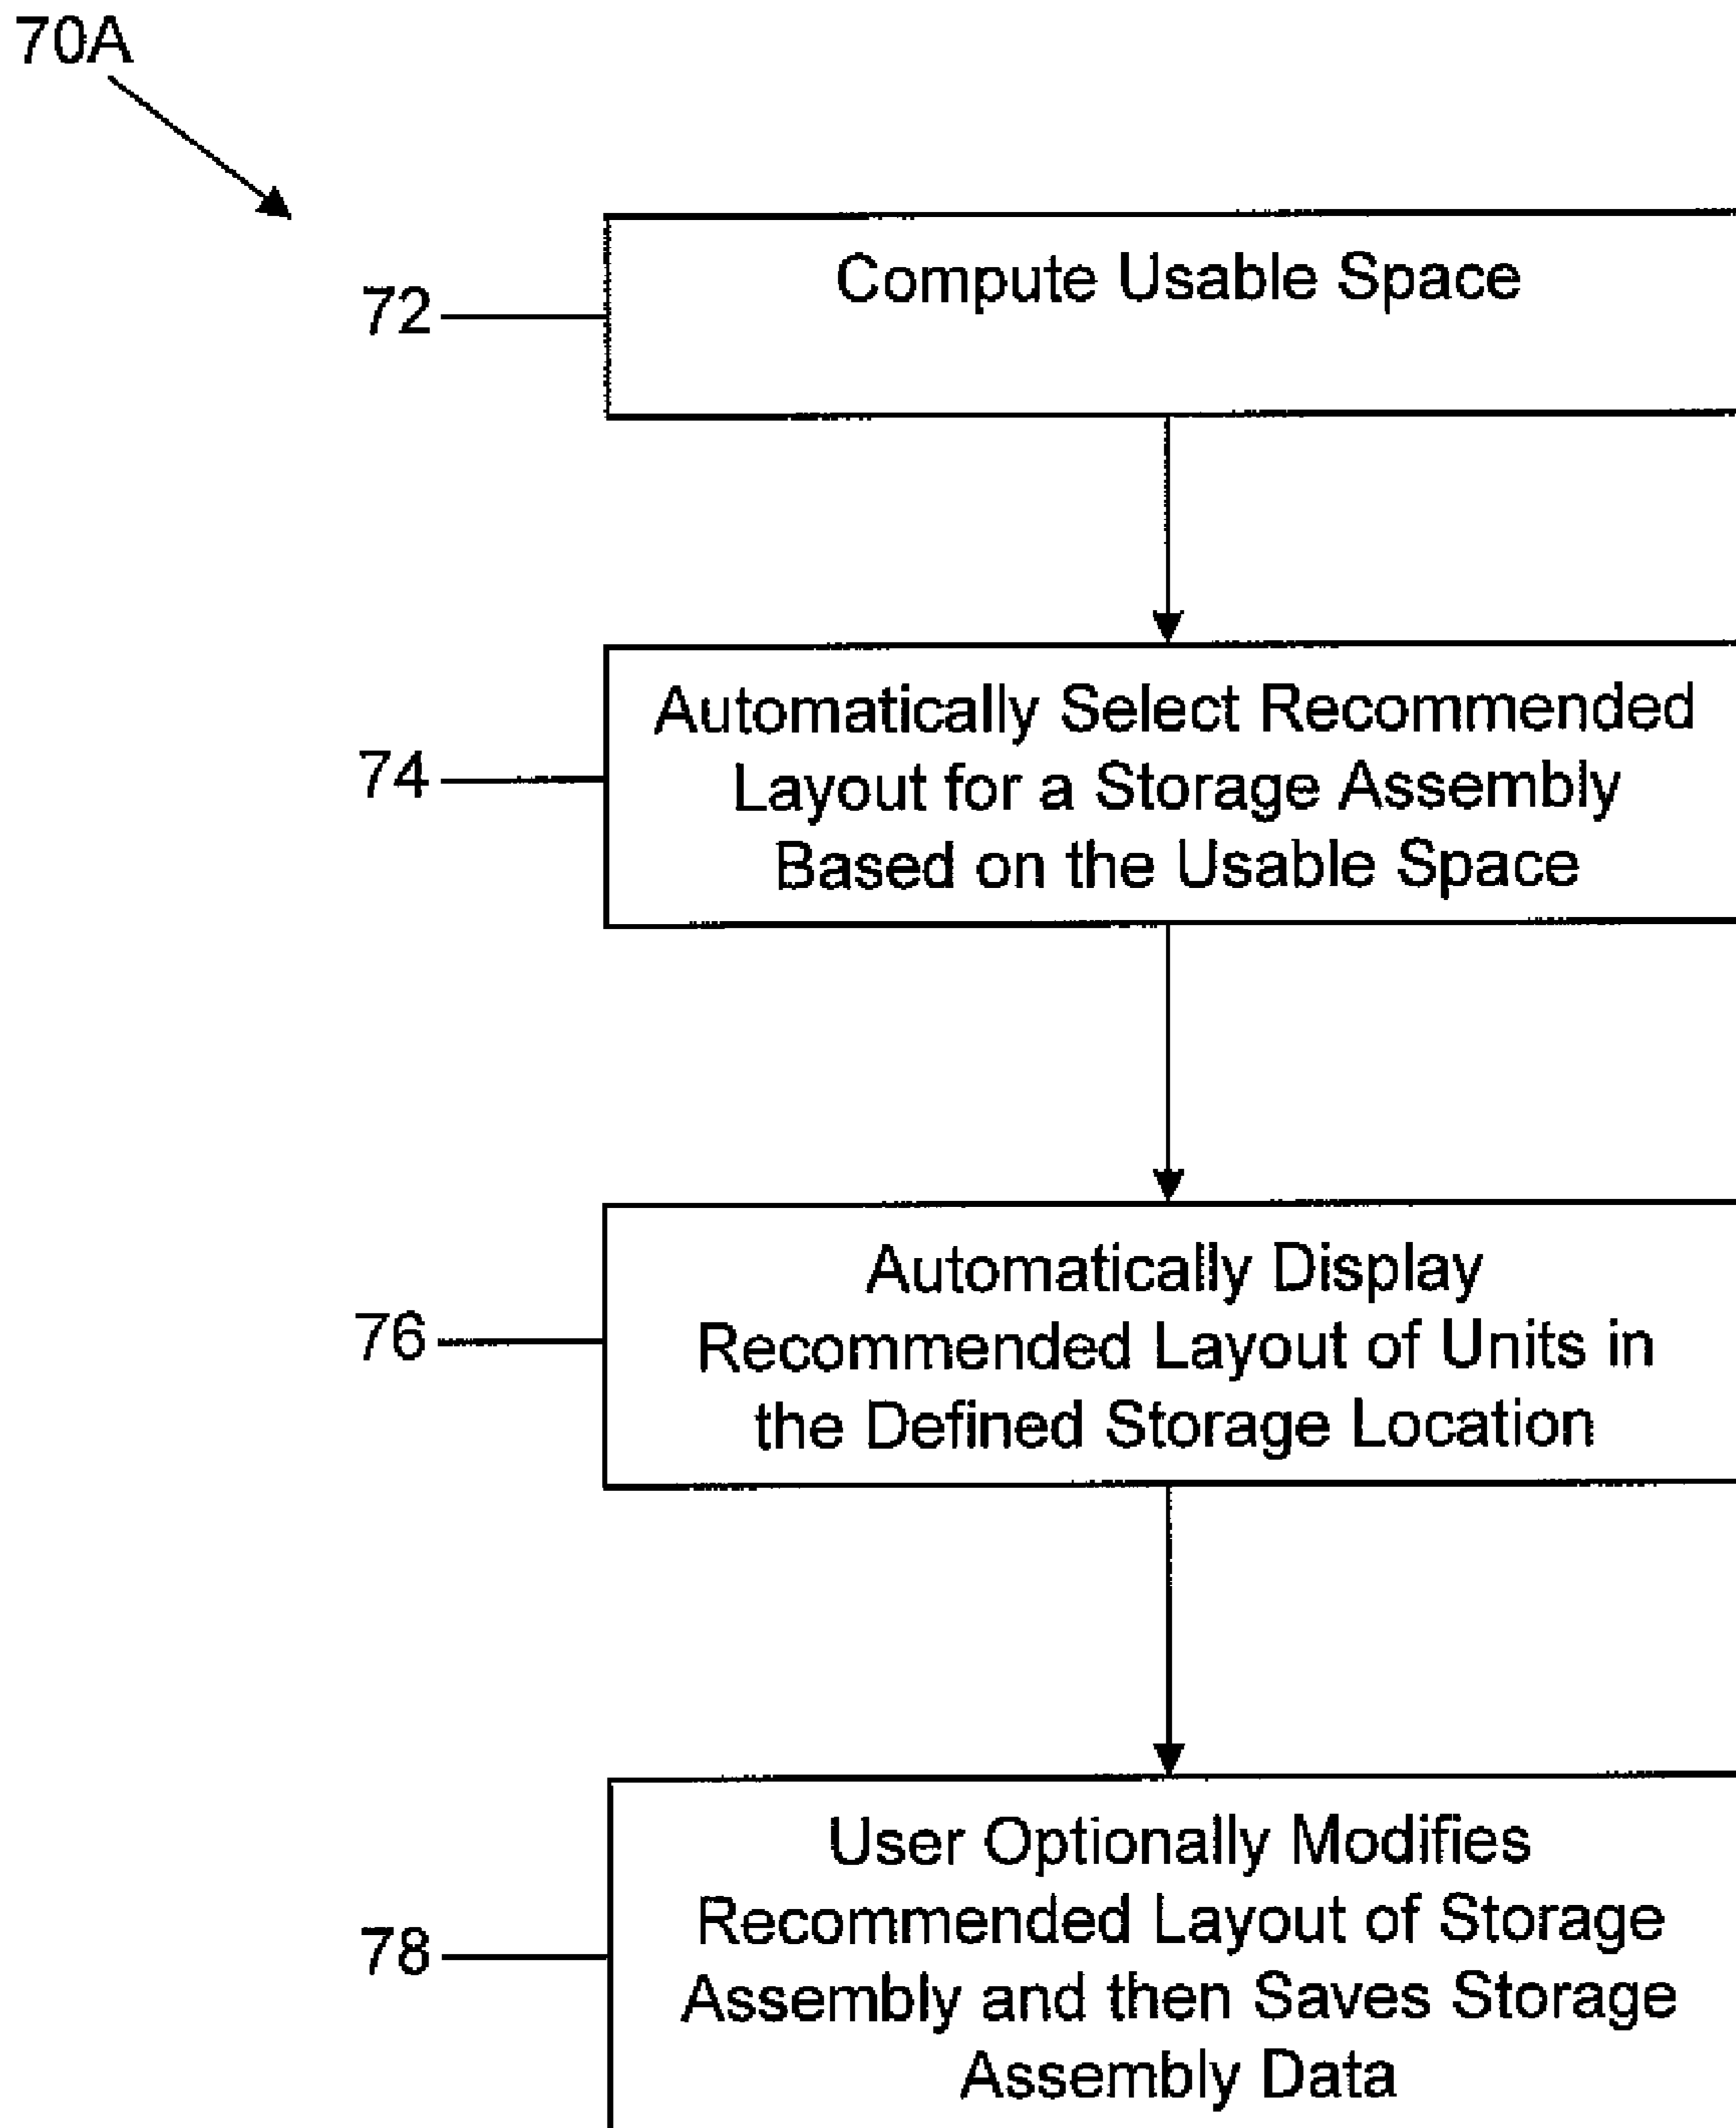 70A
72
Compute Usable Space
74
Automatically Select Recommended
Layout for a Storage Assembly
Based on the Usable Space
76
Automatically Display
Recommended Layout of Units in
the Defined Storage Location
78
User Optionally Modifies
Recommended Layout of Storage
Assembly and then Saves Storage
Assembly Data